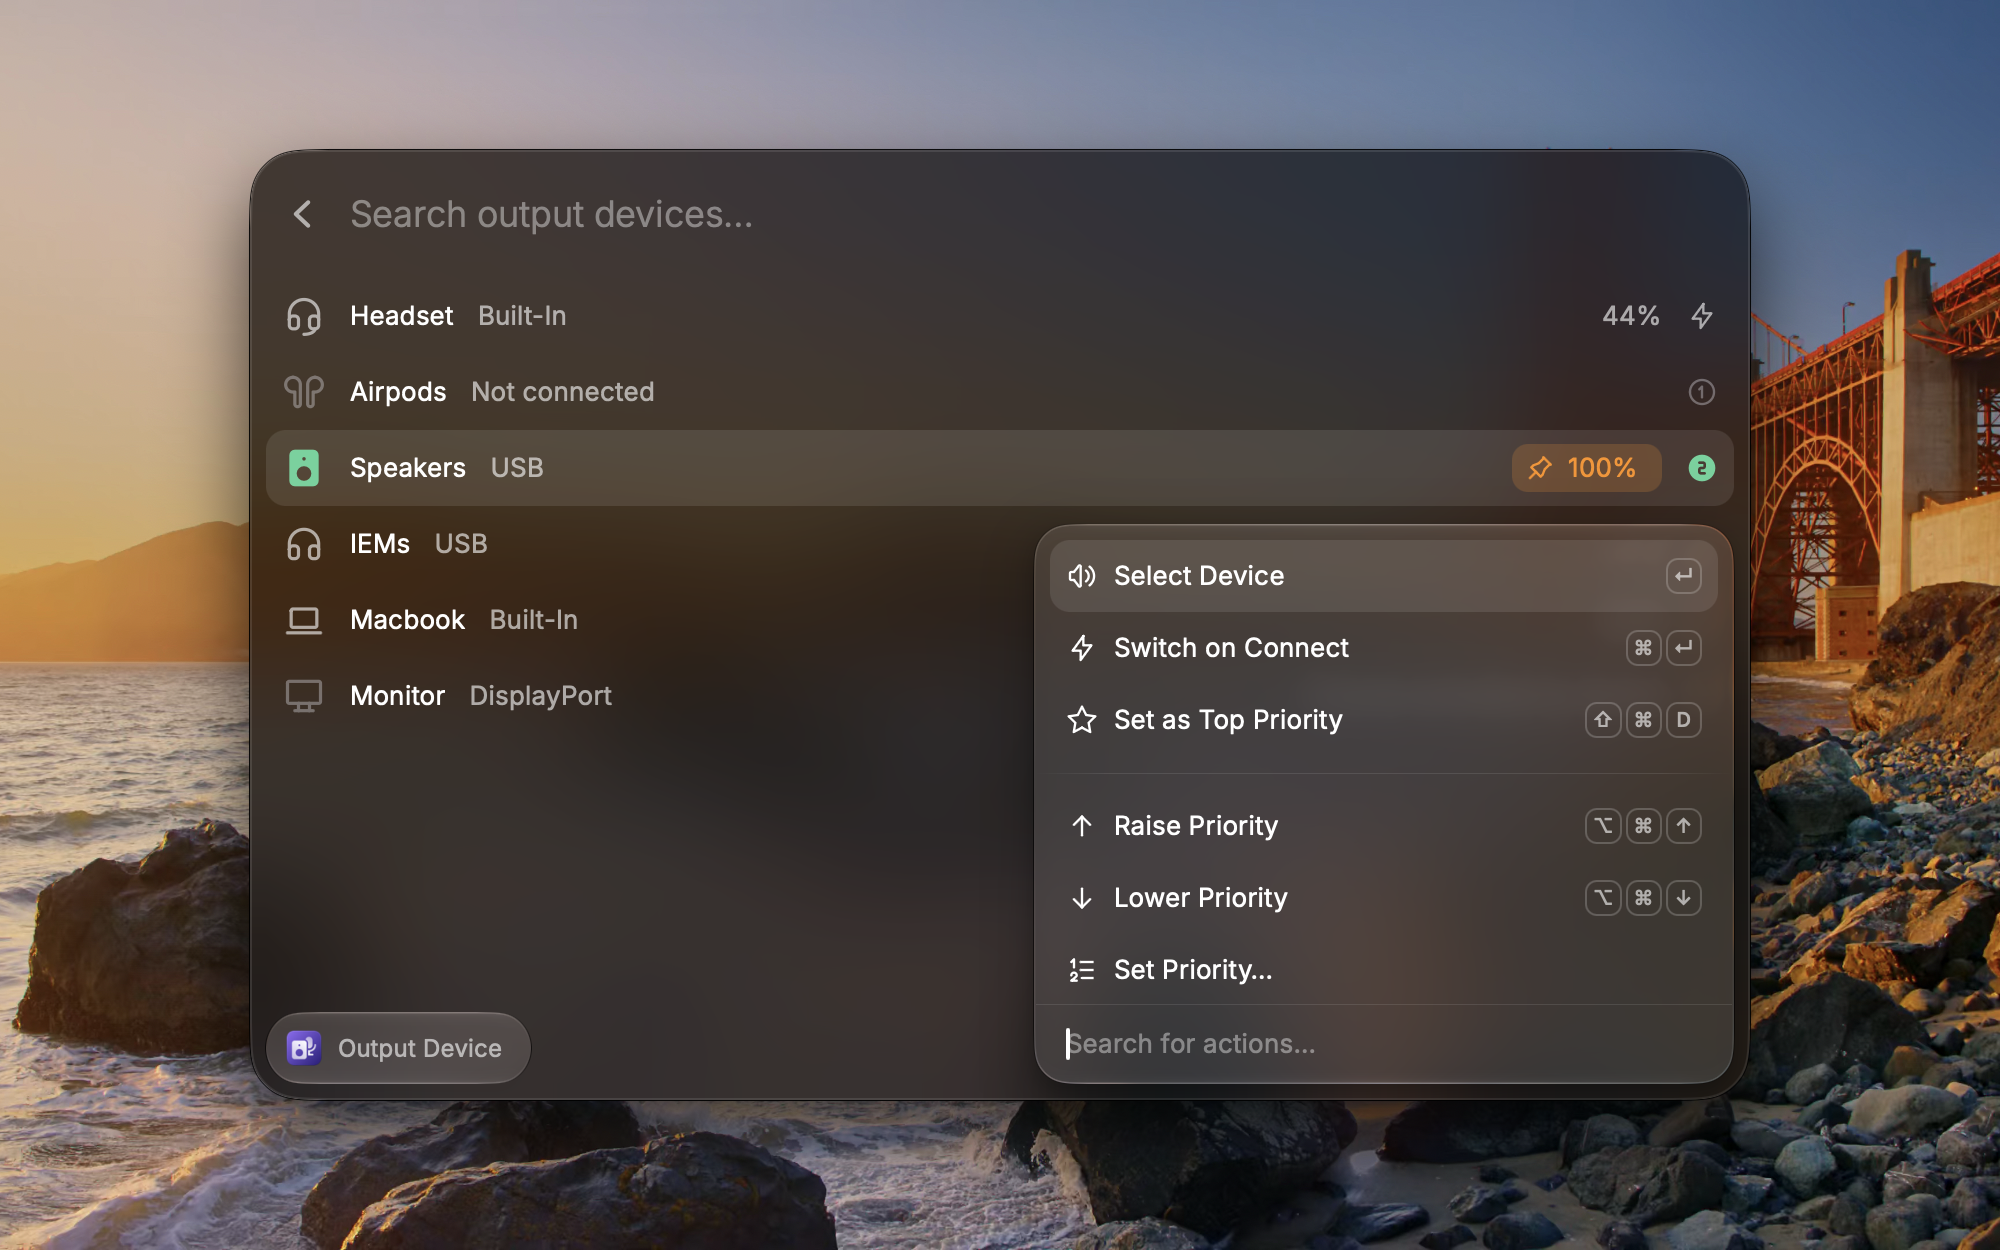 Search output devices...
Headset Built-In 44%
Airpods Not connected 1
Speakers USB 100% 2
IEMs USB
Macbook Built-In
Monitor DisplayPort
Select Device ↵
Switch on Connect ⌘ ↵
Set as Top Priority ⇧ ⌘ D
Raise Priority ⌥ ⌘ ↑
Lower Priority ⌥ ⌘ ↓
Set Priority...
Search for actions...
Output Device